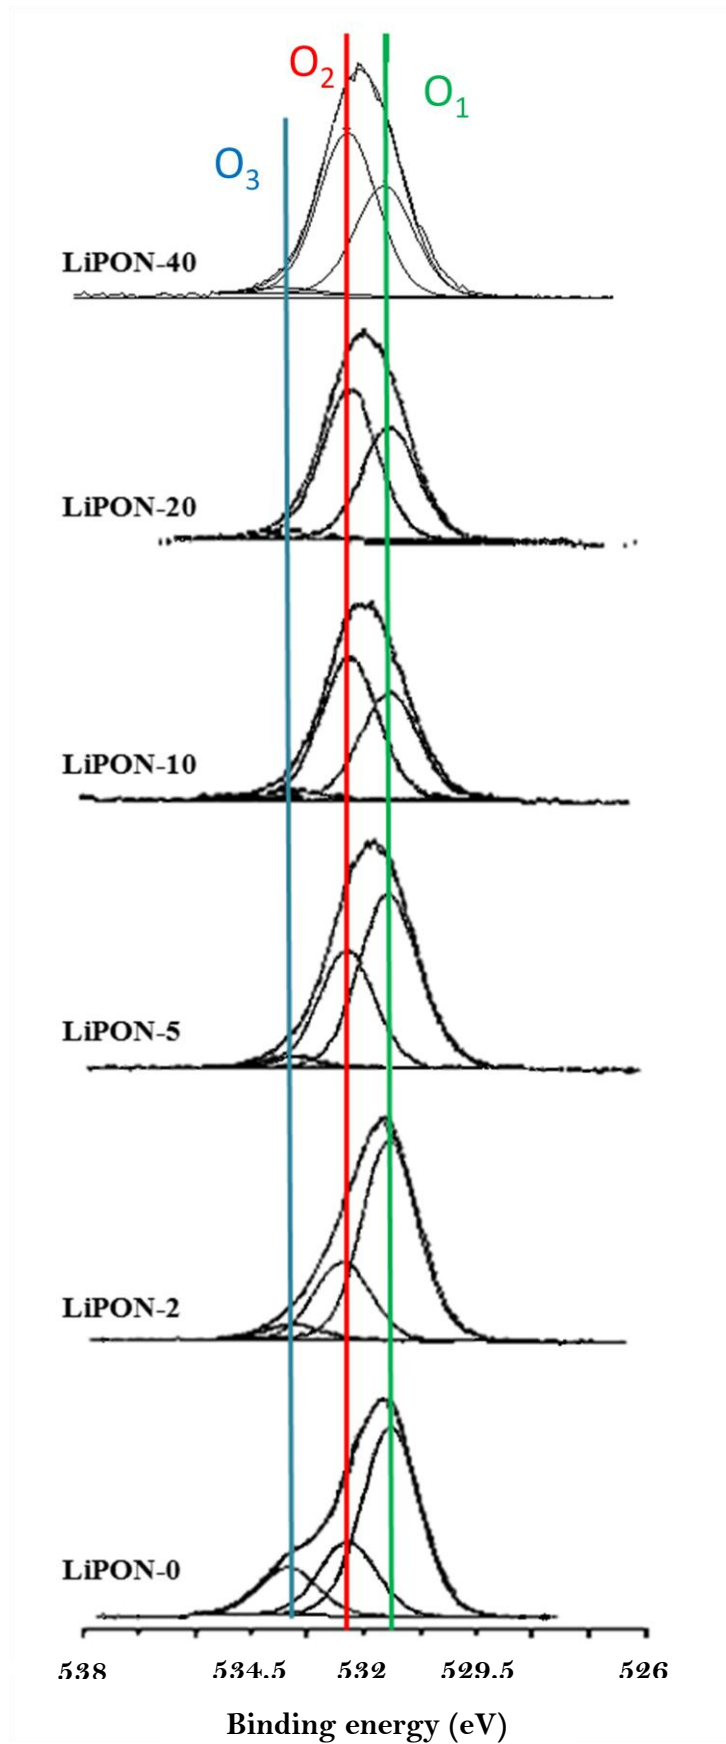 O2
O1
O3
LiPON-40
LiPON-20
LiPON-10
LiPON-5
LiPON-2
LiPON-0
538 534.5 532 529.5 526
Binding energy (eV)